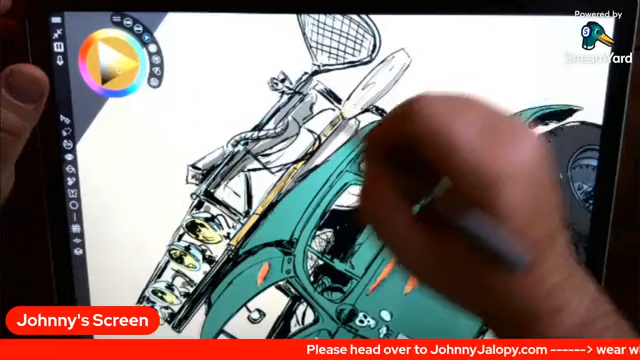 Powered by
StreamYard
Johnny's Screen
Please head over to JohnnyJalopy.com ------> wear w